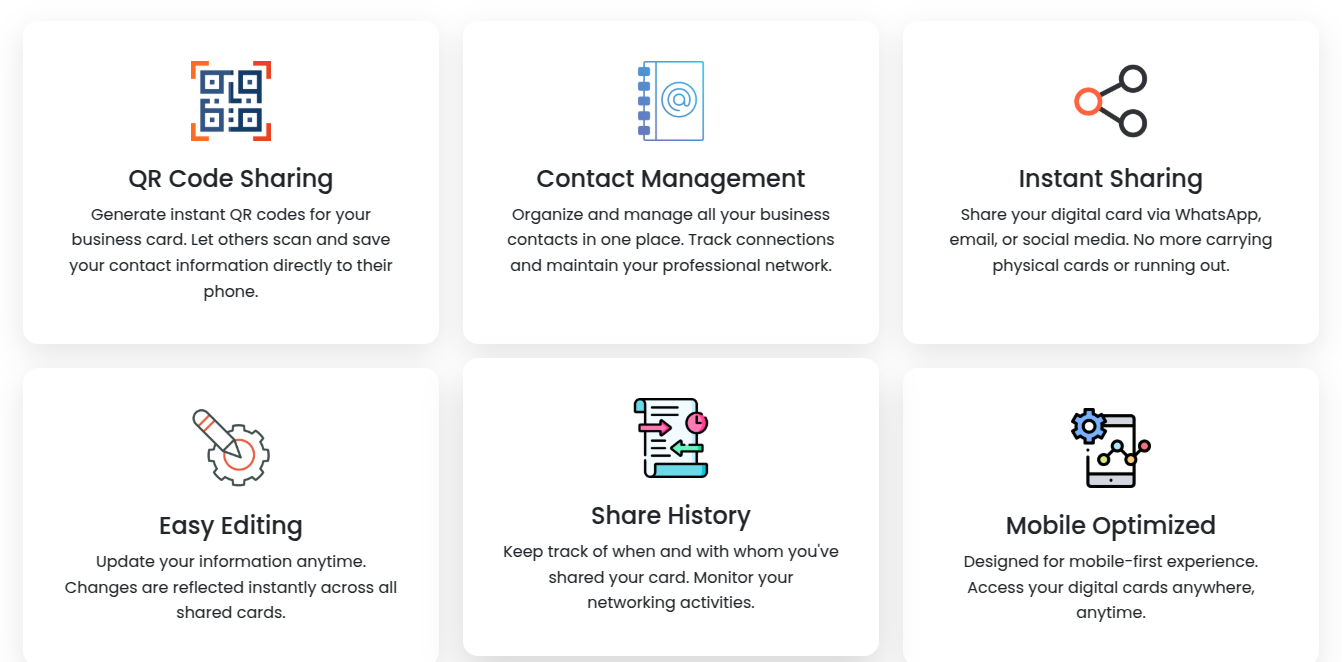 QR Code Sharing
Generate instant QR codes for your
business card. Let others scan and save
your contact information directly to their
phone.
Contact Management
Organize and manage all your business
contacts in one place. Track connections
and maintain your professional network.
Instant Sharing
Share your digital card via WhatsApp,
email, or social media. No more carrying
physical cards or running out.
Easy Editing
Update your information anytime.
Changes are reflected instantly across all
shared cards.
Share History
Keep track of when and with whom you've
shared your card. Monitor your
networking activities.
Mobile Optimized
Designed for mobile-first experience.
Access your digital cards anywhere,
anytime.